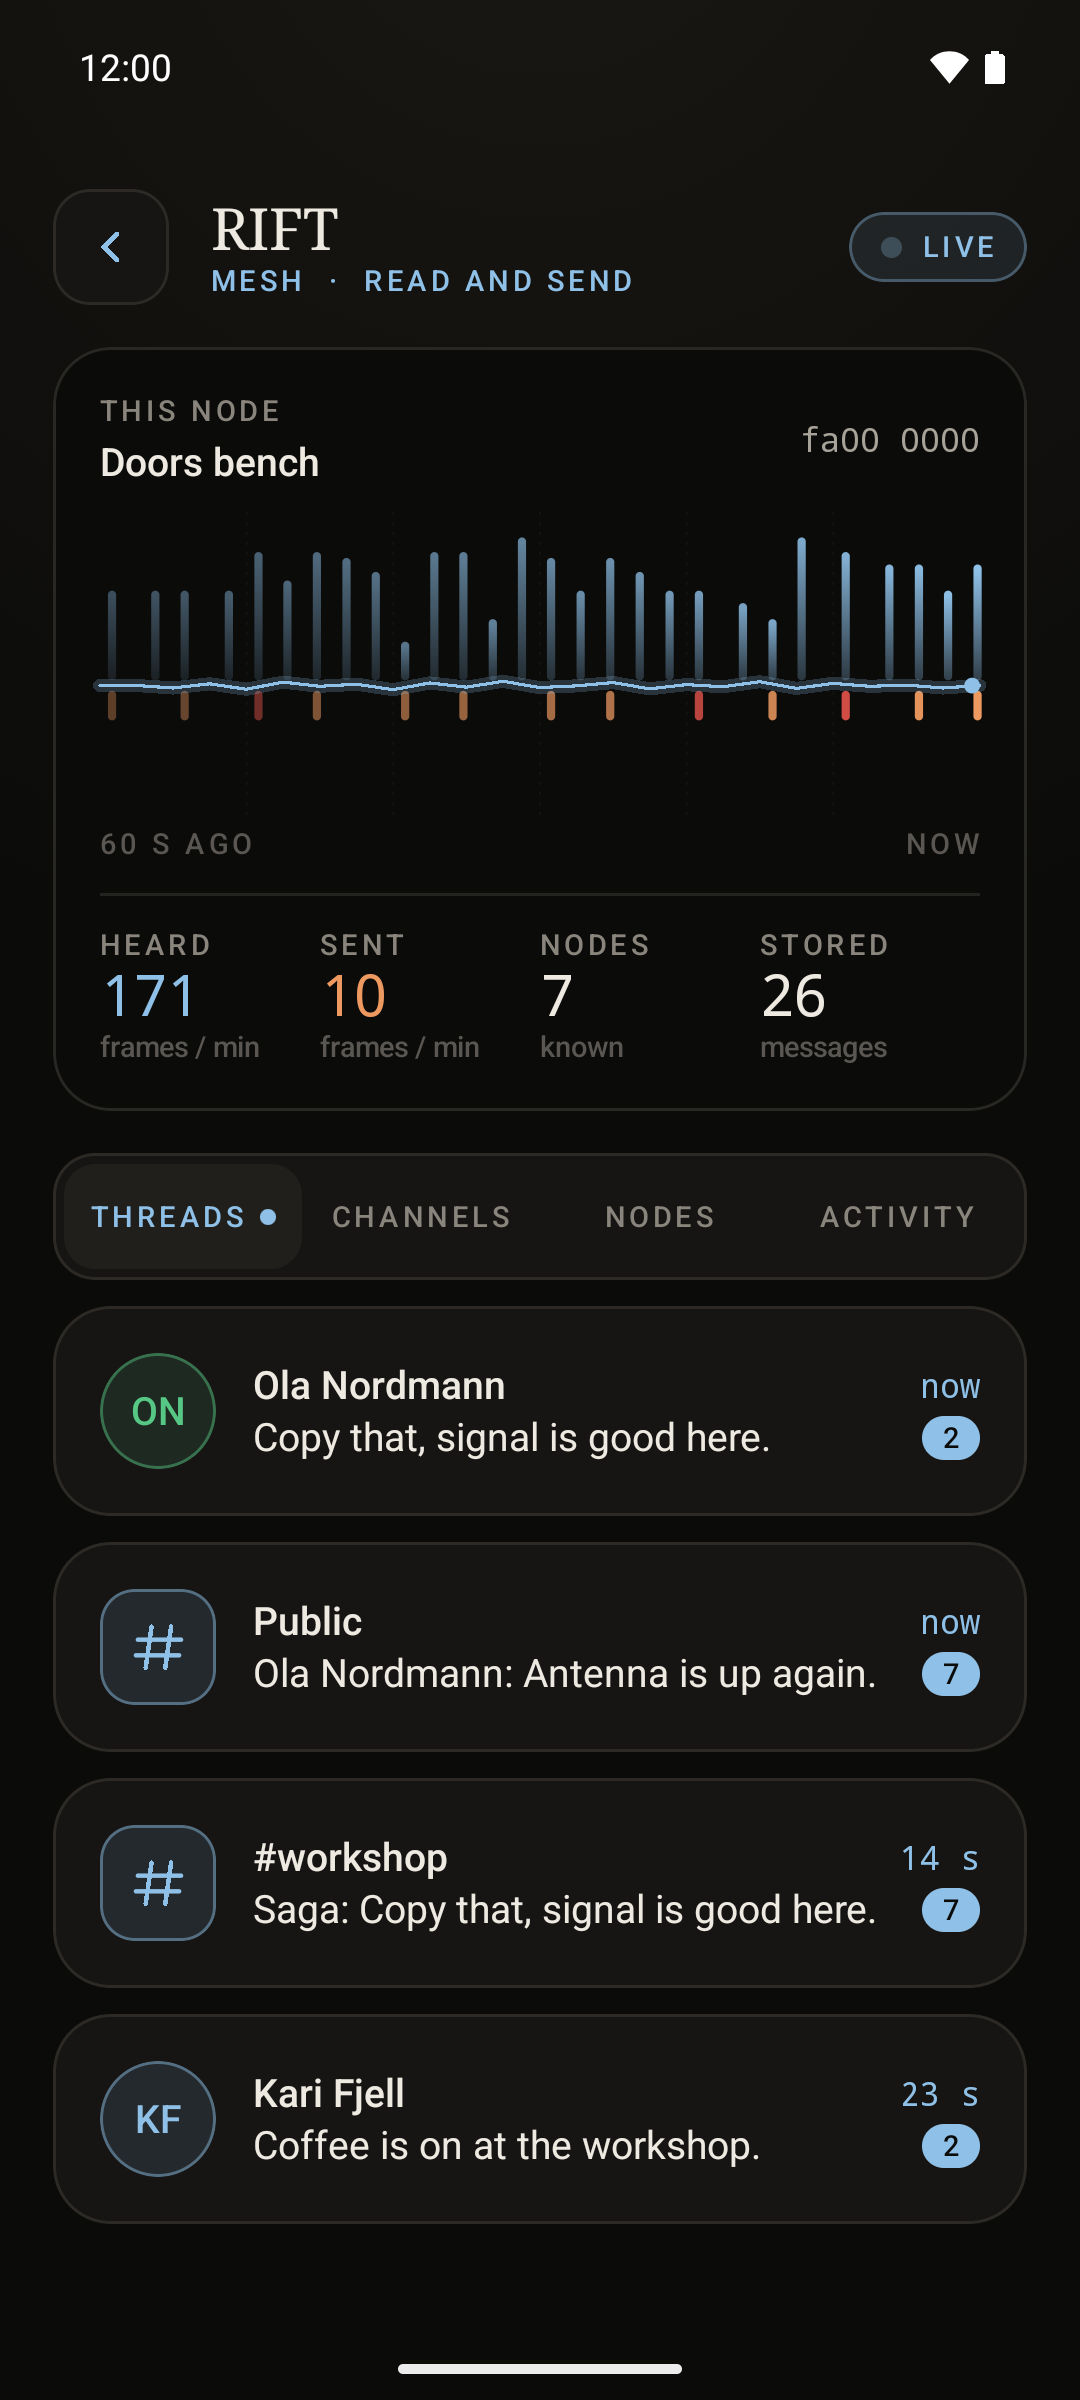 12:00
RIFT
MESH · READ AND SEND
LIVE
THIS NODE
Doors bench
fa00 0000
60 S AGO
NOW
HEARD
171
frames / min
SENT
10
frames / min
NODES
7
known
STORED
26
messages
THREADS
CHANNELS
NODES
ACTIVITY
ON
Ola Nordmann
now
Copy that, signal is good here.
2
Public
now
Ola Nordmann: Antenna is up again.
7
#workshop
14 s
Saga: Copy that, signal is good here.
7
KF
Kari Fjell
23 s
Coffee is on at the workshop.
2